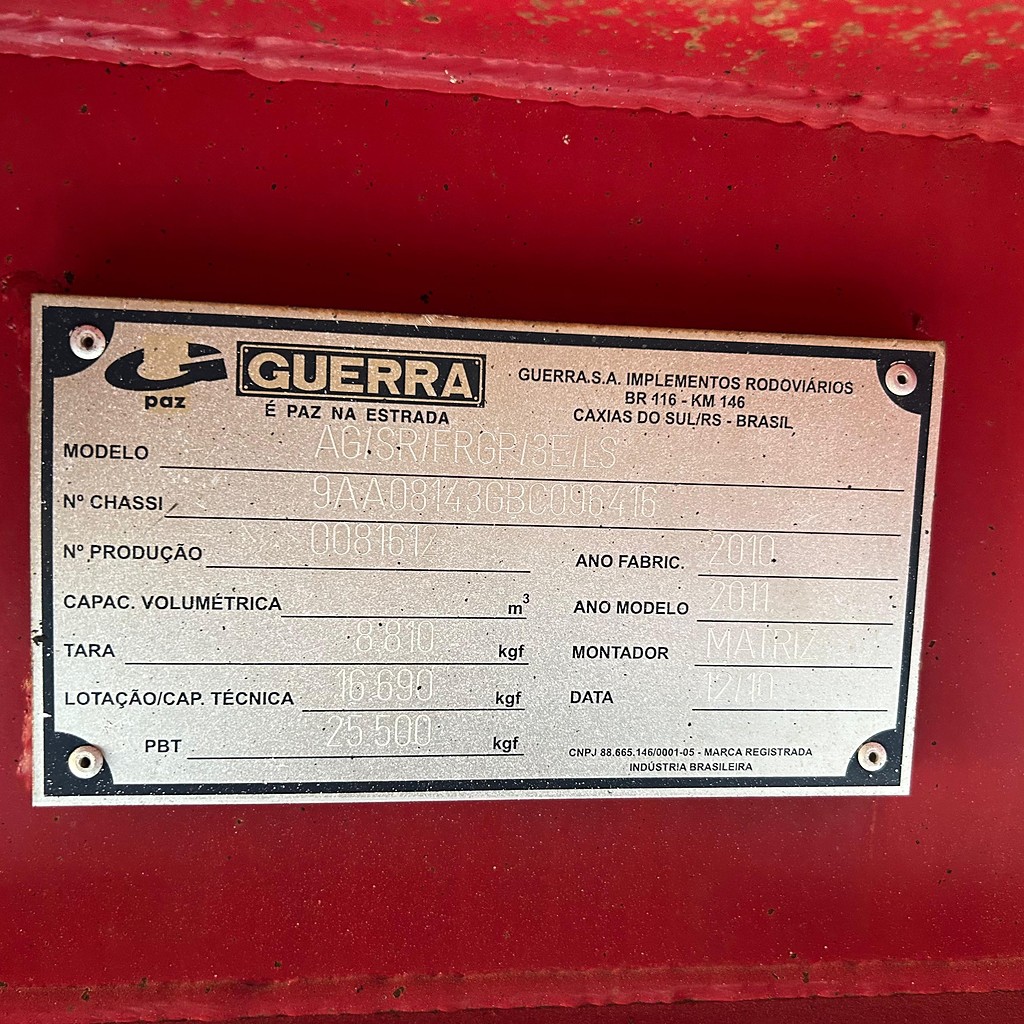 paz
GUERRA
É PAZ NA ESTRADA
GUERRA.S.A. IMPLEMENTOS RODOVIÁRIOS
BR 116 - KM 146
CAXIAS DO SUL/RS - BRASIL
MODELO AG/SR/FRGP/3E/LS
Nº CHASSI 9AA08143GBC096416
Nº PRODUÇÃO 0081612
ANO FABRIC. 2010
CAPAC. VOLUMÉTRICA m³
ANO MODELO 2011
TARA 8.810 kgf
MONTADOR MATRIZ
LOTAÇÃO/CAP. TÉCNICA 16.690 kgf
DATA 12/10
PBT 25.500 kgf
CNPJ 88.665.146/0001-05 - MARCA REGISTRADA
INDÚSTRIA BRASILEIRA